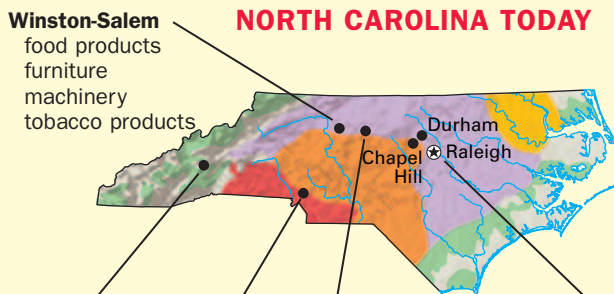 NORTH CAROLINA TODAY
Winston-Salem
food products
furniture
machinery
tobacco products
Durham
Chapel
Hill
Raleigh